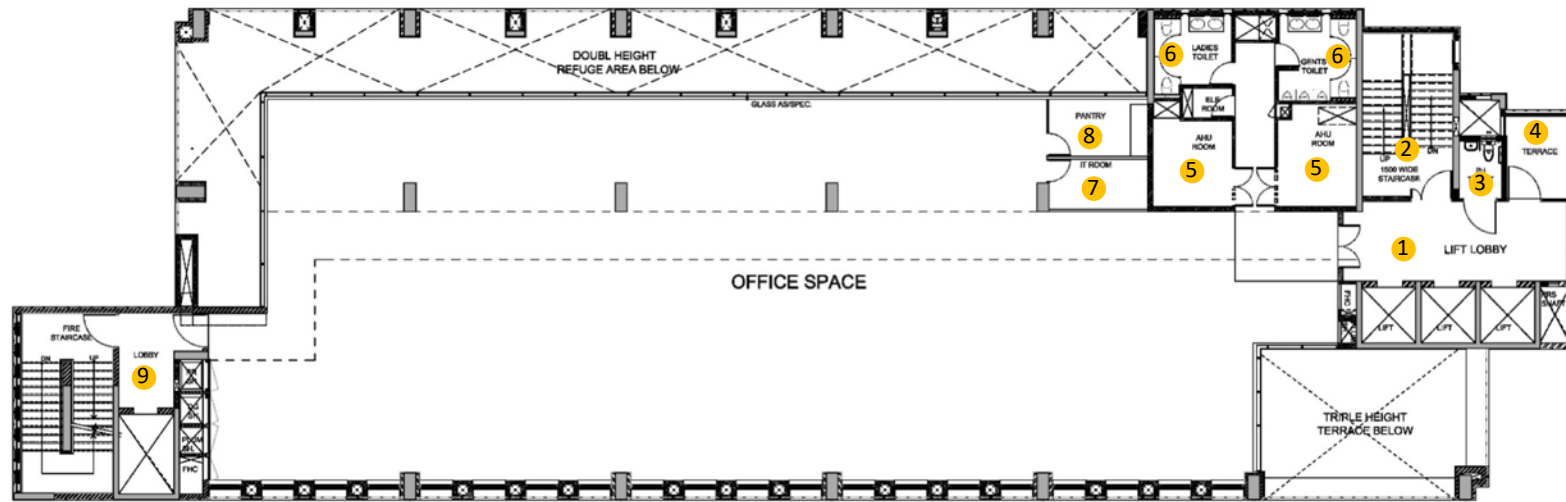 DOUBL HEIGHT
REFUGE AREA BELOW
GLASS AS/SPEC.
6
LADIES
TOILET
6
GENTS
TOILET
ELE
ROOM
PANTRY
8
IT ROOM
7
AHU
ROOM
5
AHU
ROOM
5
2
UP
DN
1500 WIDE
STAIRCASE
3
4
TERRACE
1
LIFT LOBBY
OFFICE SPACE
FHC
LIFT
LIFT
LIFT
SHAFT
FIRE
STAIRCASE
DN
UP
LOBBY
9
FHC
TRIPLE HEIGHT
TERRACE BELOW